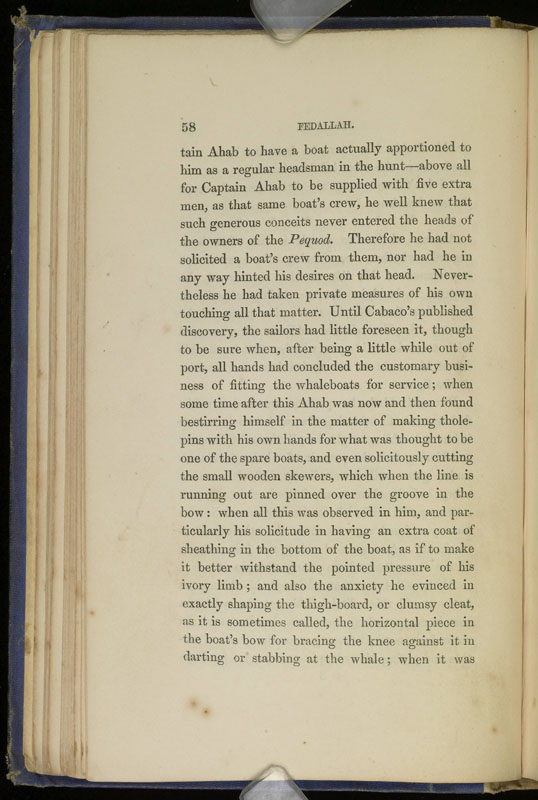 58 FEDALLAH.
tain Ahab to have a boat actually apportioned to
him as a regular headsman in the hunt—above all
for Captain Ahab to be supplied with five extra
men, as that same boat's crew, he well knew that
such generous conceits never entered the heads of
the owners of the Pequod. Therefore he had not
solicited a boat's crew from them, nor had he in
any way hinted his desires on that head. Never-
theless he had taken private measures of his own
touching all that matter. Until Cabaco's published
discovery, the sailors had little foreseen it, though
to be sure when, after being a little while out of
port, all hands had concluded the customary busi-
ness of fitting the whaleboats for service; when
some time after this Ahab was now and then found
bestirring himself in the matter of making thole-
pins with his own hands for what was thought to be
one of the spare boats, and even solicitously cutting
the small wooden skewers, which when the line is
running out are pinned over the groove in the
bow: when all this was observed in him, and par-
ticularly his solicitude in having an extra coat of
sheathing in the bottom of the boat, as if to make
it better withstand the pointed pressure of his
ivory limb; and also the anxiety he evinced in
exactly shaping the thigh-board, or clumsy cleat,
as it is sometimes called, the horizontal piece in
the boat's bow for bracing the knee against it in
darting or stabbing at the whale; when it was